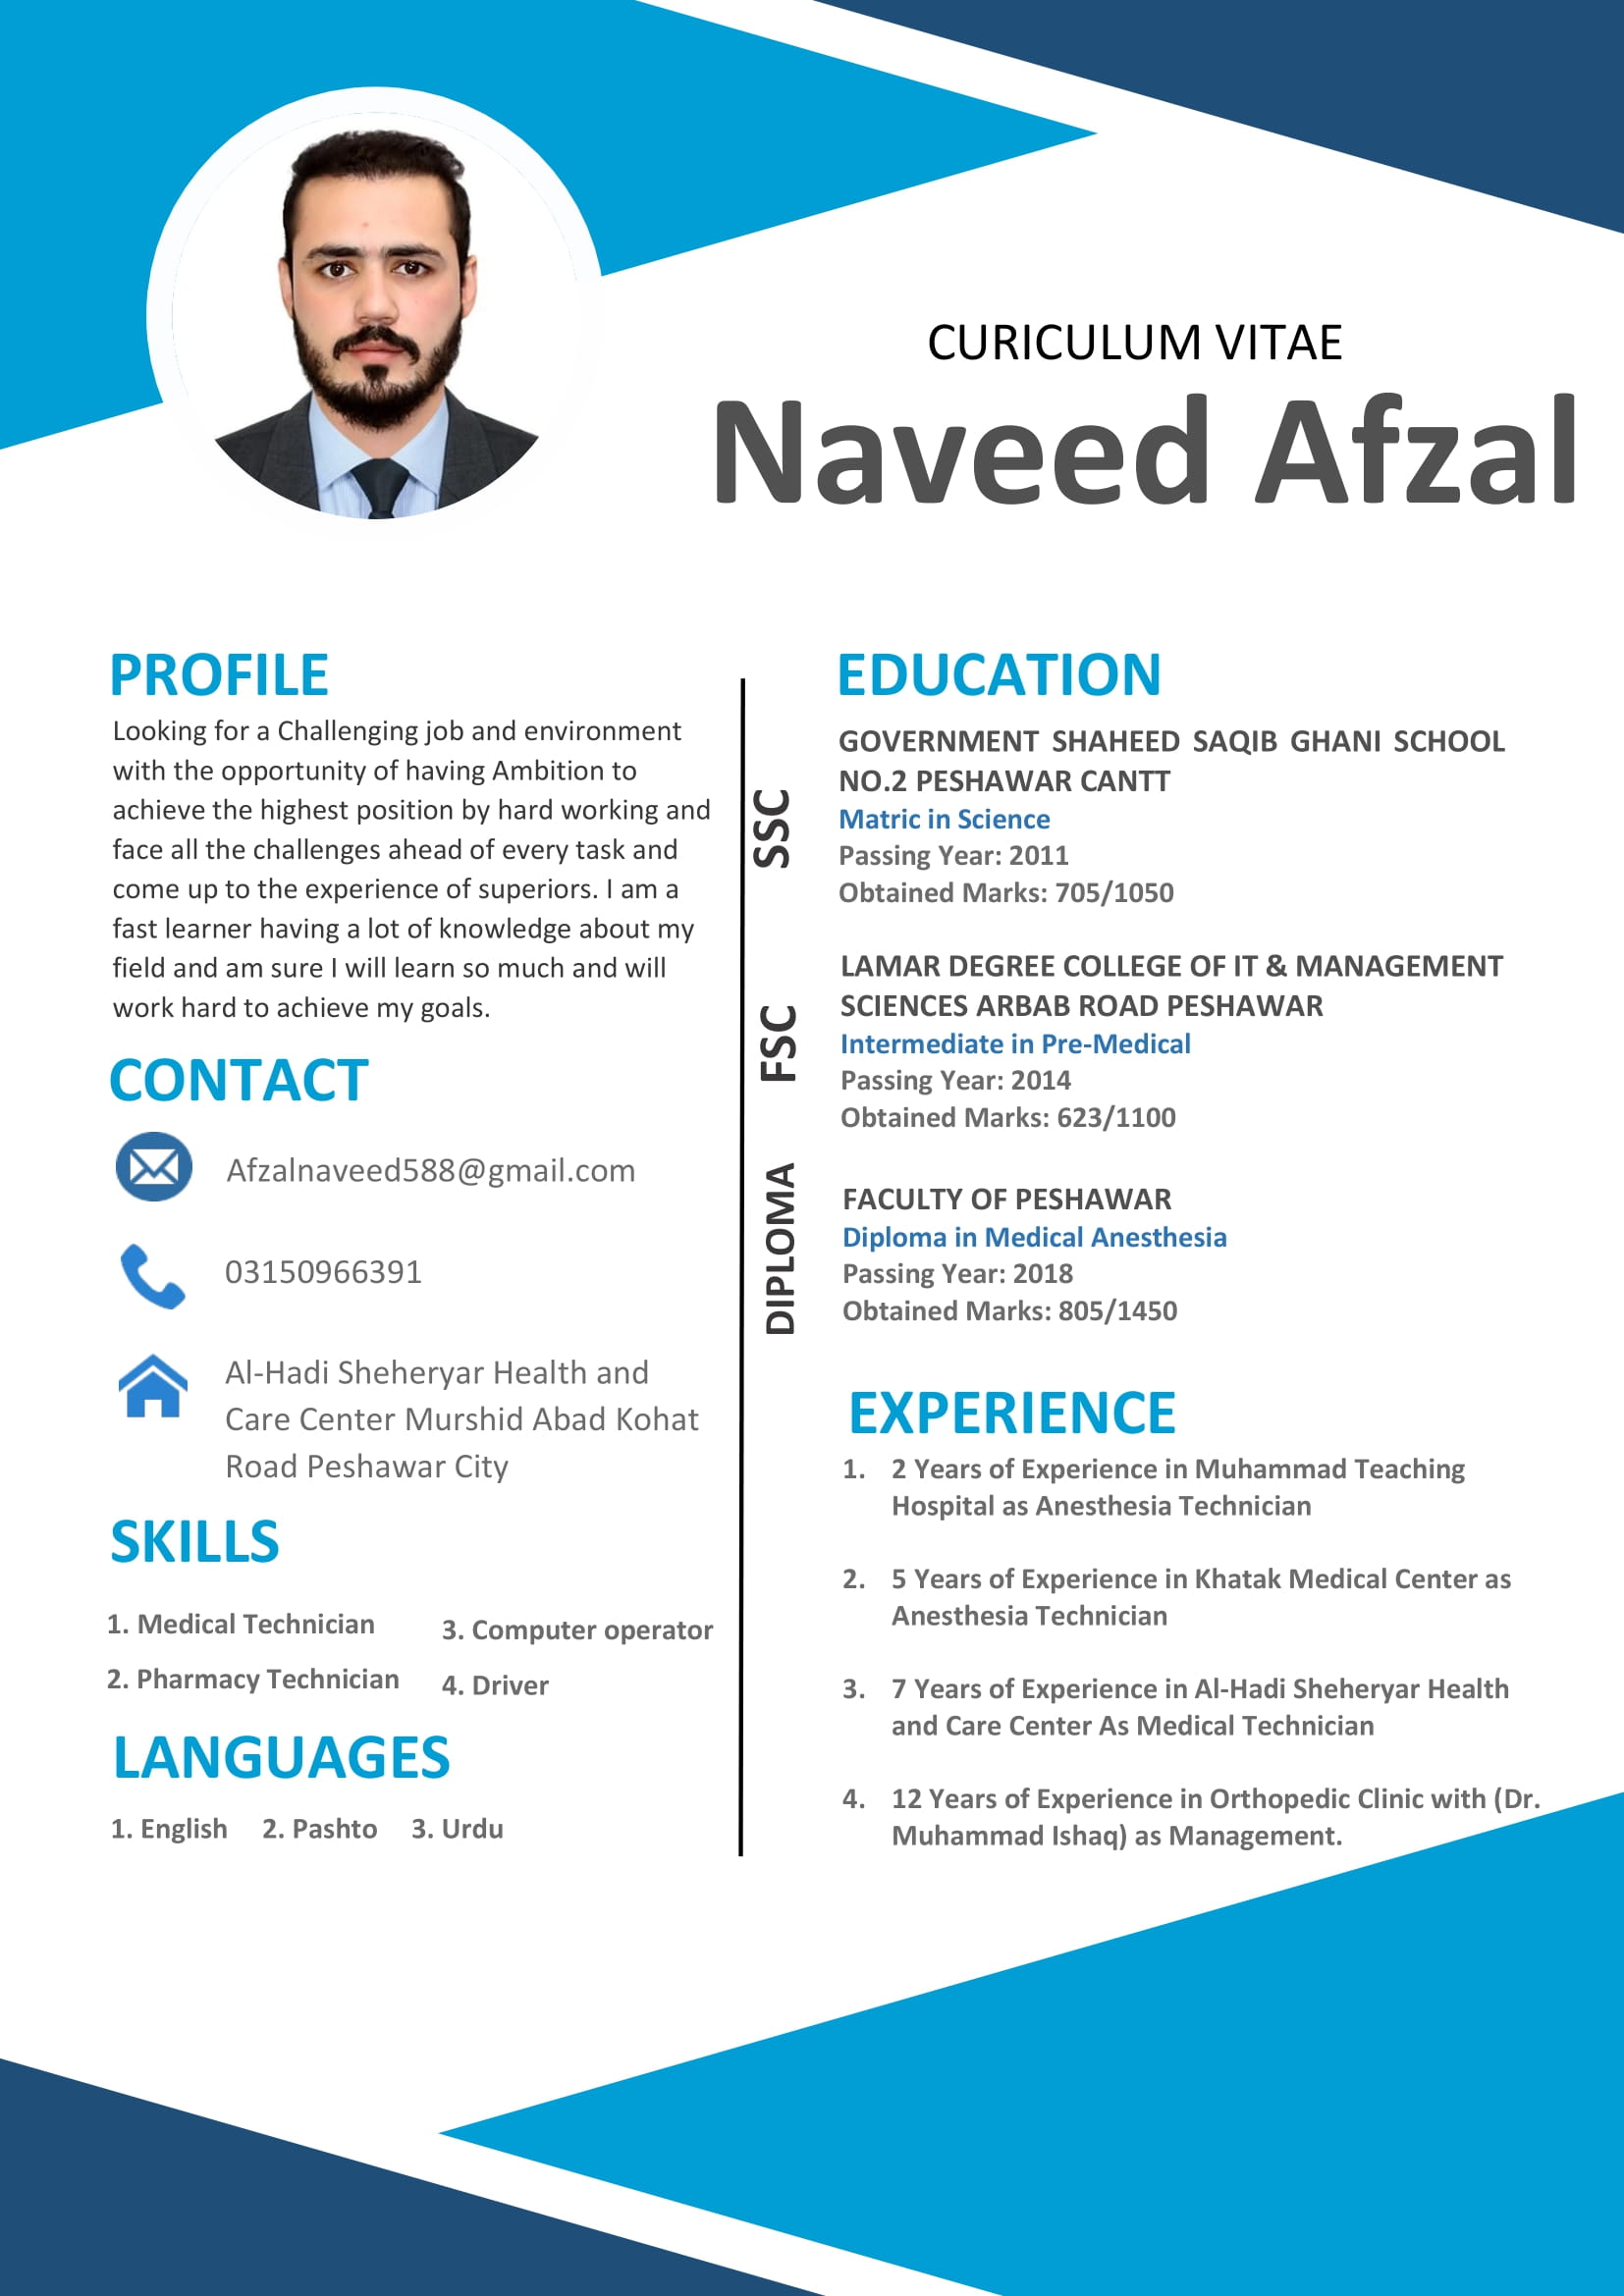 CURICULUM VITAE
Naveed Afzal
PROFILE
Looking for a Challenging job and environment
with the opportunity of having Ambition to
achieve the highest position by hard working and
face all the challenges ahead of every task and
come up to the experience of superiors. I am a
fast learner having a lot of knowledge about my
field and am sure I will learn so much and will
work hard to achieve my goals.
CONTACT
Afzalnaveed588@gmail.com
03150966391
Al-Hadi Sheheryar Health and
Care Center Murshid Abad Kohat
Road Peshawar City
SKILLS
1. Medical Technician
2. Pharmacy Technician
3. Computer operator
4. Driver
LANGUAGES
1. English 2. Pashto 3. Urdu
EDUCATION
SSC
GOVERNMENT SHAHEED SAQIB GHANI SCHOOL
NO.2 PESHAWAR CANTT
Matric in Science
Passing Year: 2011
Obtained Marks: 705/1050
FSC
LAMAR DEGREE COLLEGE OF IT & MANAGEMENT
SCIENCES ARBAB ROAD PESHAWAR
Intermediate in Pre-Medical
Passing Year: 2014
Obtained Marks: 623/1100
DIPLOMA
FACULTY OF PESHAWAR
Diploma in Medical Anesthesia
Passing Year: 2018
Obtained Marks: 805/1450
EXPERIENCE
1. 2 Years of Experience in Muhammad Teaching
Hospital as Anesthesia Technician
2. 5 Years of Experience in Khatak Medical Center as
Anesthesia Technician
3. 7 Years of Experience in Al-Hadi Sheheryar Health
and Care Center As Medical Technician
4. 12 Years of Experience in Orthopedic Clinic with (Dr.
Muhammad Ishaq) as Management.